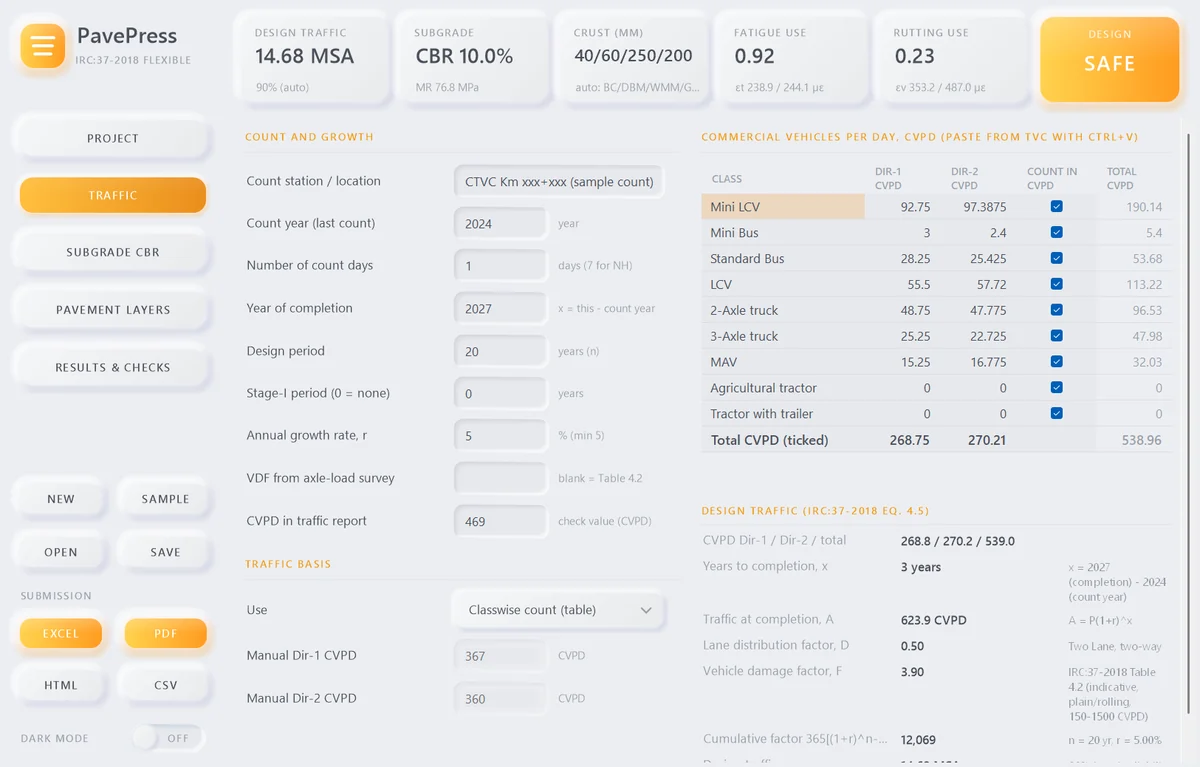 PavePress
IRC:37-2018 FLEXIBLE
DESIGN TRAFFIC
14.68 MSA
90% (auto)
SUBGRADE
CBR 10.0%
MR 76.8 MPa
CRUST (MM)
40/60/250/200
auto: BC/DBM/WMM/G...
FATIGUE USE
0.92
εt 238.9 / 244.1 με
RUTTING USE
0.23
εv 353.2 / 487.0 με
DESIGN
SAFE
PROJECT
TRAFFIC
SUBGRADE CBR
PAVEMENT LAYERS
RESULTS & CHECKS
NEW
SAMPLE
OPEN
SAVE
SUBMISSION
EXCEL
PDF
HTML
CSV
DARK MODE
OFF
COUNT AND GROWTH
Count station / location CTVC Km xxx+xxx (sample count)
Count year (last count) 2024 year
Number of count days 1 days (7 for NH)
Year of completion 2027 x = this - count year
Design period 20 years (n)
Stage-I period (0 = none) 0 years
Annual growth rate, r 5 % (min 5)
VDF from axle-load survey blank = Table 4.2
CVPD in traffic report 469 check value (CVPD)
TRAFFIC BASIS
Use Classwise count (table)
Manual Dir-1 CVPD 367 CVPD
Manual Dir-2 CVPD 360 CVPD
COMMERCIAL VEHICLES PER DAY, CVPD (PASTE FROM TVC WITH CTRL+V)
CLASS DIR-1 CVPD DIR-2 CVPD COUNT IN CVPD TOTAL CVPD
Mini LCV 92.75 97.3875 190.14
Mini Bus 3 2.4 5.4
Standard Bus 28.25 25.425 53.68
LCV 55.5 57.72 113.22
2-Axle truck 48.75 47.775 96.53
3-Axle truck 25.25 22.725 47.98
MAV 15.25 16.775 32.03
Agricultural tractor 0 0 0
Tractor with trailer 0 0 0
Total CVPD (ticked) 268.75 270.21 538.96
DESIGN TRAFFIC (IRC:37-2018 EQ. 4.5)
CVPD Dir-1 / Dir-2 / total 268.8 / 270.2 / 539.0
Years to completion, x 3 years x = 2027
(completion) - 2024
(count year)
Traffic at completion, A 623.9 CVPD A = P(1+r)^x
Lane distribution factor, D 0.50 Two Lane, two-way
Vehicle damage factor, F 3.90 IRC:37-2018 Table
4.2 (indicative,
plain/rolling,
150-1500 CVPD)
Cumulative factor 365[(1+r)^n-... 12,069 n = 20 yr, r = 5.00%